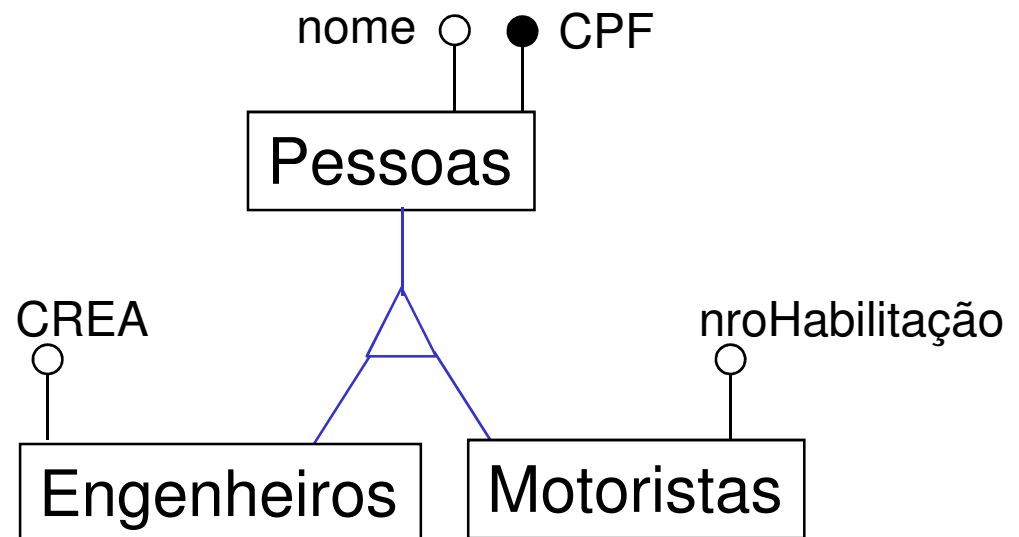 nome CPF
Pessoas
CREA
nroHabilitação
Engenheiros
Motoristas